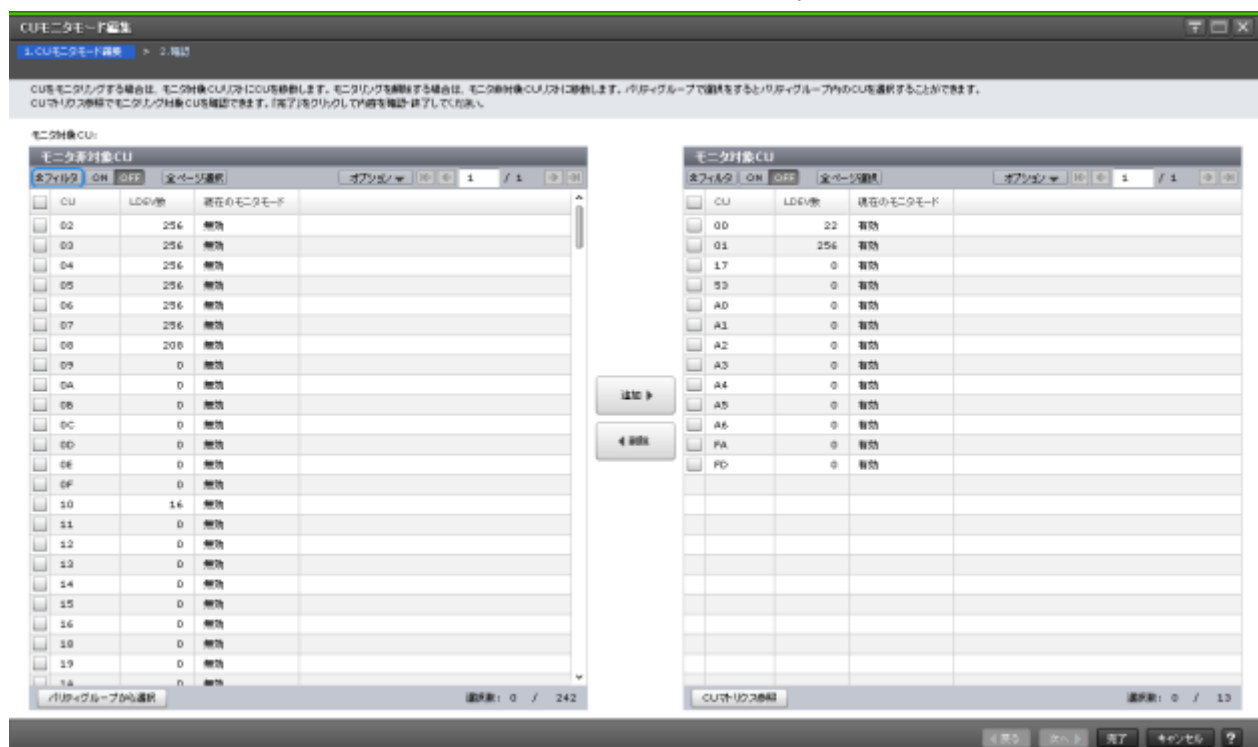 CUモニタモード編集
1.CUモニタモード編集 > 2.確認
CUをモニタリングする場合は、モニタ対象CUリストにCUを移動します。モニタリングを解除する場合は、モニタ非対象CUリストに移動します。パリティグループで選択をするとパリティグループ内のCUを選択することができます。
CUマトリクス参照でモニタリング対象CUを確認できます。「完了」をクリックして内容を確認・終了してください。
モニタ対象CU:
モニタ非対象CU
全フィルタ ON OFF 全ページ選択 オプション 1 / 1
CU LDEV数 現在のモニタモード
02 256 無効
03 256 無効
04 256 無効
05 256 無効
06 256 無効
07 256 無効
08 208 無効
09 0 無効
0A 0 無効
0B 0 無効
0C 0 無効
0D 0 無効
0E 0 無効
0F 0 無効
10 16 無効
11 0 無効
12 0 無効
13 0 無効
14 0 無効
15 0 無効
16 0 無効
18 0 無効
19 0 無効
1A 0 無効
パリティグループから選択 選択数: 0 / 242
追加
削除
モニタ対象CU
全フィルタ ON OFF 全ページ選択 オプション 1 / 1
CU LDEV数 現在のモニタモード
00 22 有効
01 256 有効
17 0 有効
53 0 有効
A0 0 有効
A1 0 有効
A2 0 有効
A3 0 有効
A4 0 有効
A5 0 有効
A6 0 有効
FA 0 有効
FD 0 有効
CUマトリクス参照 選択数: 0 / 13
戻る 次へ 完了 キャンセル ?